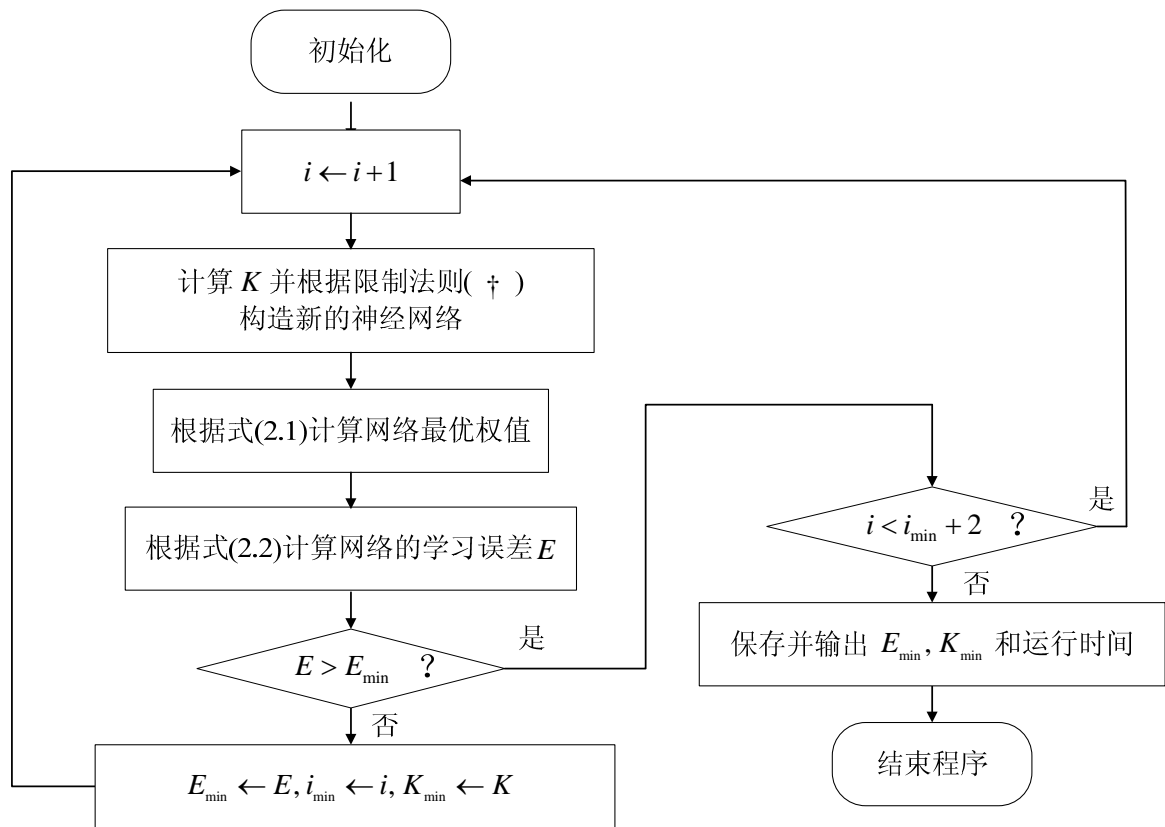 初始化
i ← i + 1
计算 K 并根据限制法则( † )
构造新的神经网络
根据式(2.1)计算网络最优权值
根据式(2.2)计算网络的学习误差 E
E > E_min ?
是
否
E_min ← E, i_min ← i, K_min ← K
i < i_min + 2 ?
是
否
保存并输出 E_min, K_min 和运行时间
结束程序